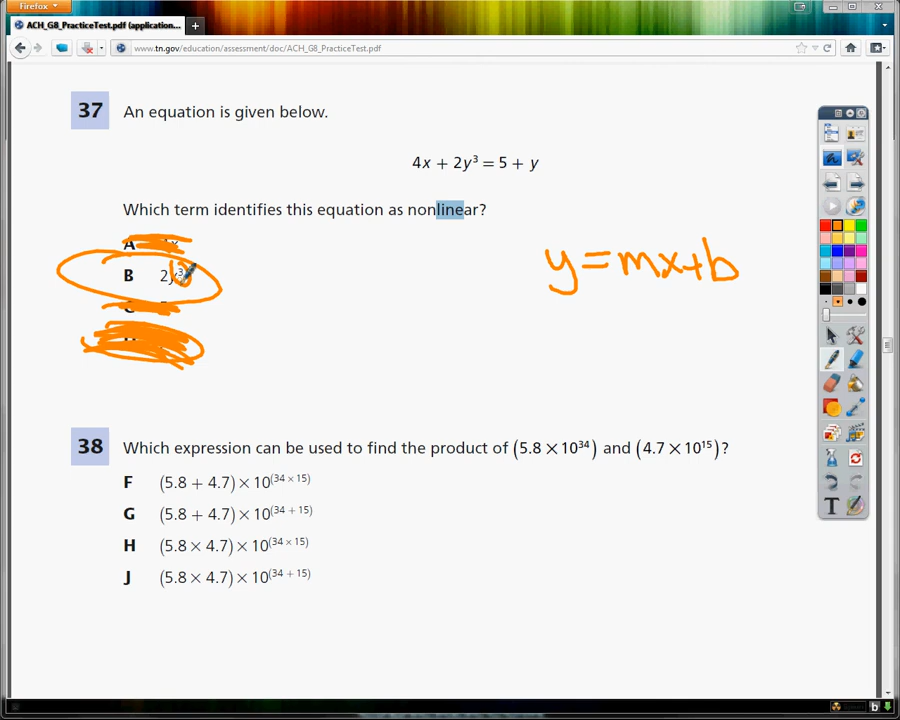 Firefox
ACH_G8_PracticeTest.pdf (application...
www.tn.gov/education/assessment/doc/ACH_G8_PracticeTest.pdf
37 An equation is given below.
4x + 2y³ = 5 + y
Which term identifies this equation as nonlinear?
A
B 2y³
y=mx+b
38 Which expression can be used to find the product of (5.8 × 10³⁴) and (4.7 × 10¹⁵)?
F (5.8 + 4.7) × 10⁽³⁴ ˣ ¹⁵⁾
G (5.8 + 4.7) × 10⁽³⁴ ⁺ ¹⁵⁾
H (5.8 × 4.7) × 10⁽³⁴ ˣ ¹⁵⁾
J (5.8 × 4.7) × 10⁽³⁴ ⁺ ¹⁵⁾
T
b